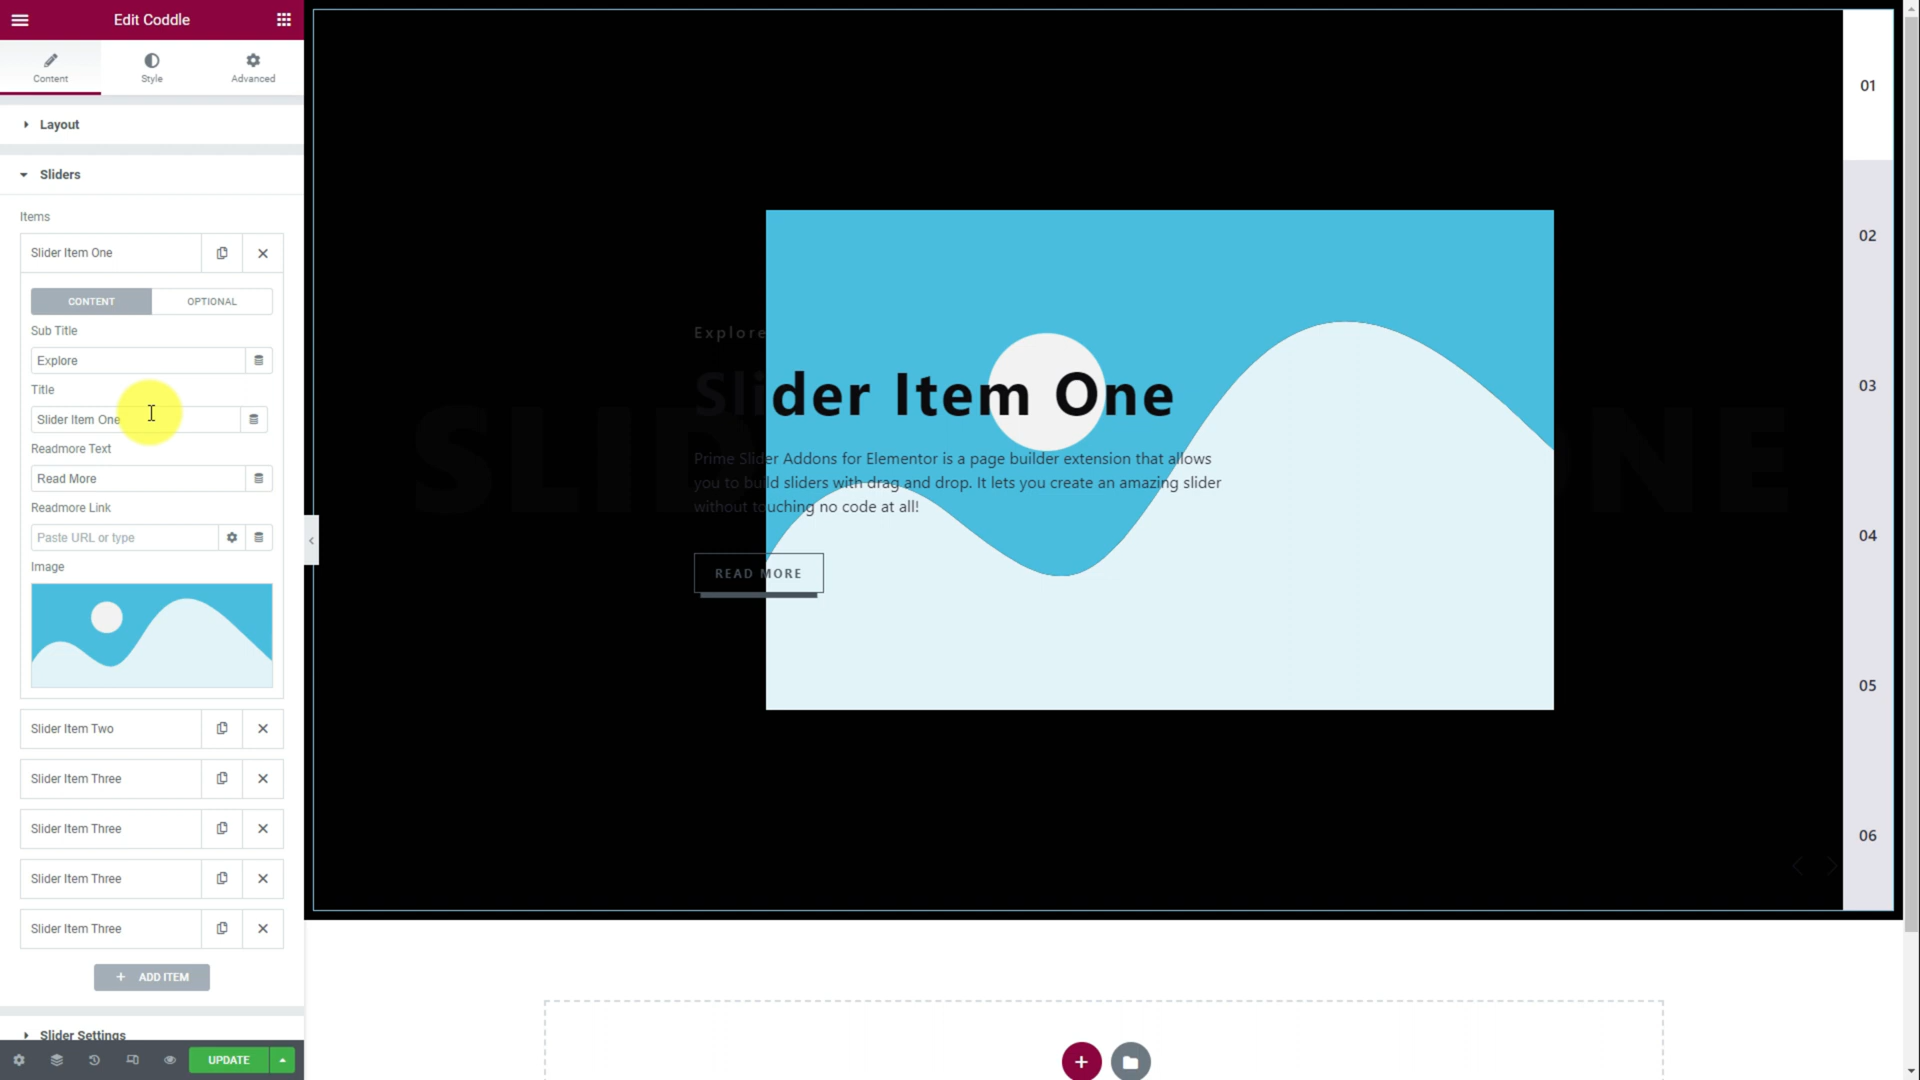 Edit Coddle
Content
Style
Advanced
Layout
Sliders
Items
Slider Item One
CONTENT
OPTIONAL
Sub Title
Explore
Title
Slider Item One
Readmore Text
Read More
Readmore Link
Paste URL or type
Image
Slider Item Two
Slider Item Three
Slider Item Three
Slider Item Three
Slider Item Three
ADD ITEM
Slider Settings
UPDATE
Explore
Slider Item One
Prime Slider Addons for Elementor is a page builder extension that allows
you to build sliders with drag and drop. It lets you create an amazing slider
without touching no code at all!
READ MORE
01
02
03
04
05
06